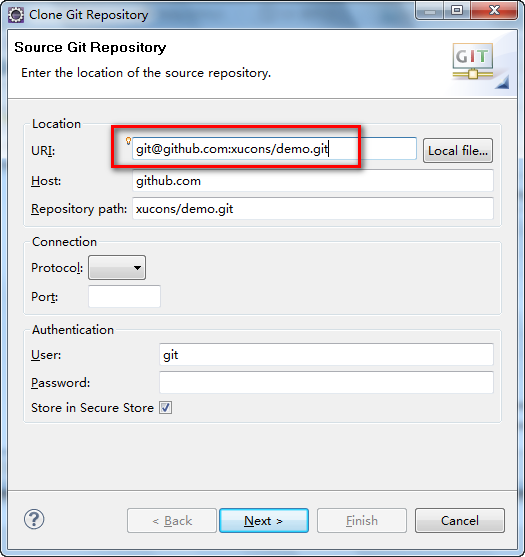 Clone Git Repository
Source Git Repository
Enter the location of the source repository.
GIT
Location
URI: git@github.com:xucons/demo.git Local file...
Host: github.com
Repository path: xucons/demo.git
Connection
Protocol:
Port:
Authentication
User: git
Password:
Store in Secure Store
? < Back Next > Finish Cancel